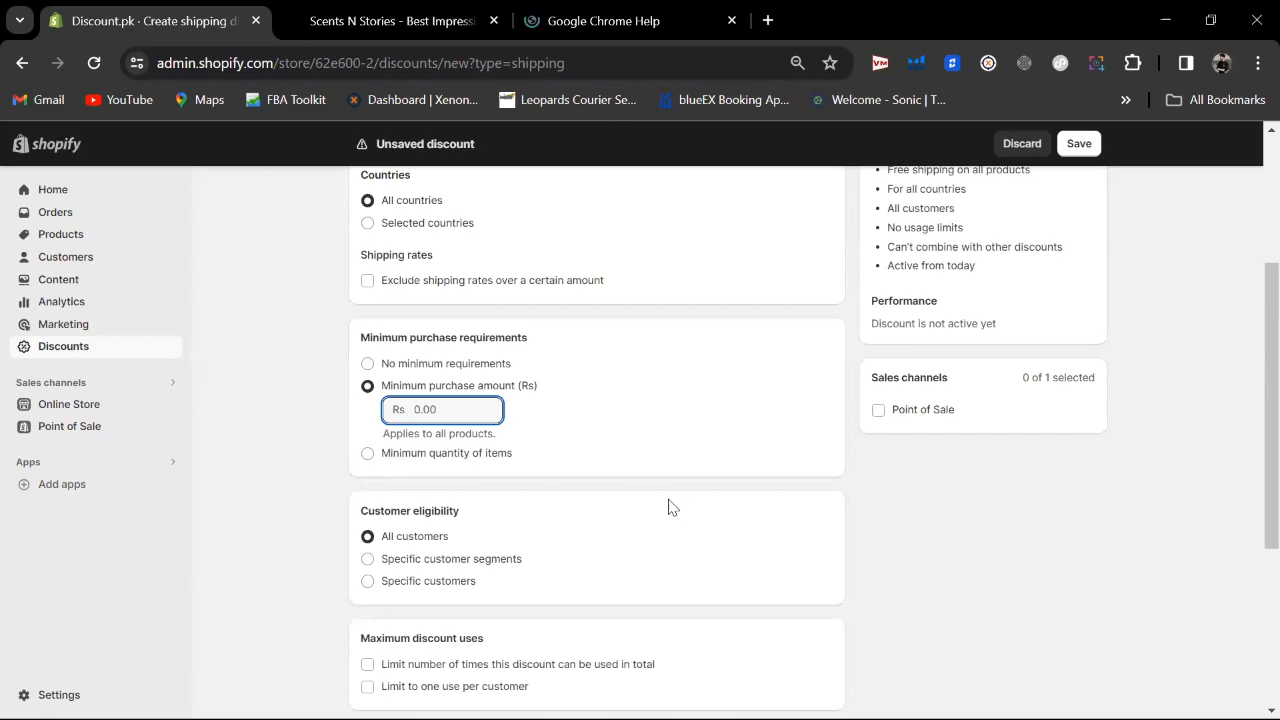 Discount.pk · Create shipping d
Scents N Stories - Best Impressi
Google Chrome Help
admin.shopify.com/store/62e600-2/discounts/new?type=shipping
VM
Gmail
YouTube
Maps
FBA Toolkit
Dashboard | Xenon...
Leopards Courier Se...
blueEX Booking Ap...
Welcome - Sonic | T...
All Bookmarks
shopify
Unsaved discount
Discard
Save
Home
Orders
Products
Customers
Content
Analytics
Marketing
Discounts
Sales channels
Online Store
Point of Sale
Apps
Add apps
Settings
Countries
All countries
Selected countries
Shipping rates
Exclude shipping rates over a certain amount
Minimum purchase requirements
No minimum requirements
Minimum purchase amount (Rs)
Rs 0.00
Applies to all products.
Minimum quantity of items
Customer eligibility
All customers
Specific customer segments
Specific customers
Maximum discount uses
Limit number of times this discount can be used in total
Limit to one use per customer
Free shipping on all products
For all countries
All customers
No usage limits
Can't combine with other discounts
Active from today
Performance
Discount is not active yet
Sales channels 0 of 1 selected
Point of Sale